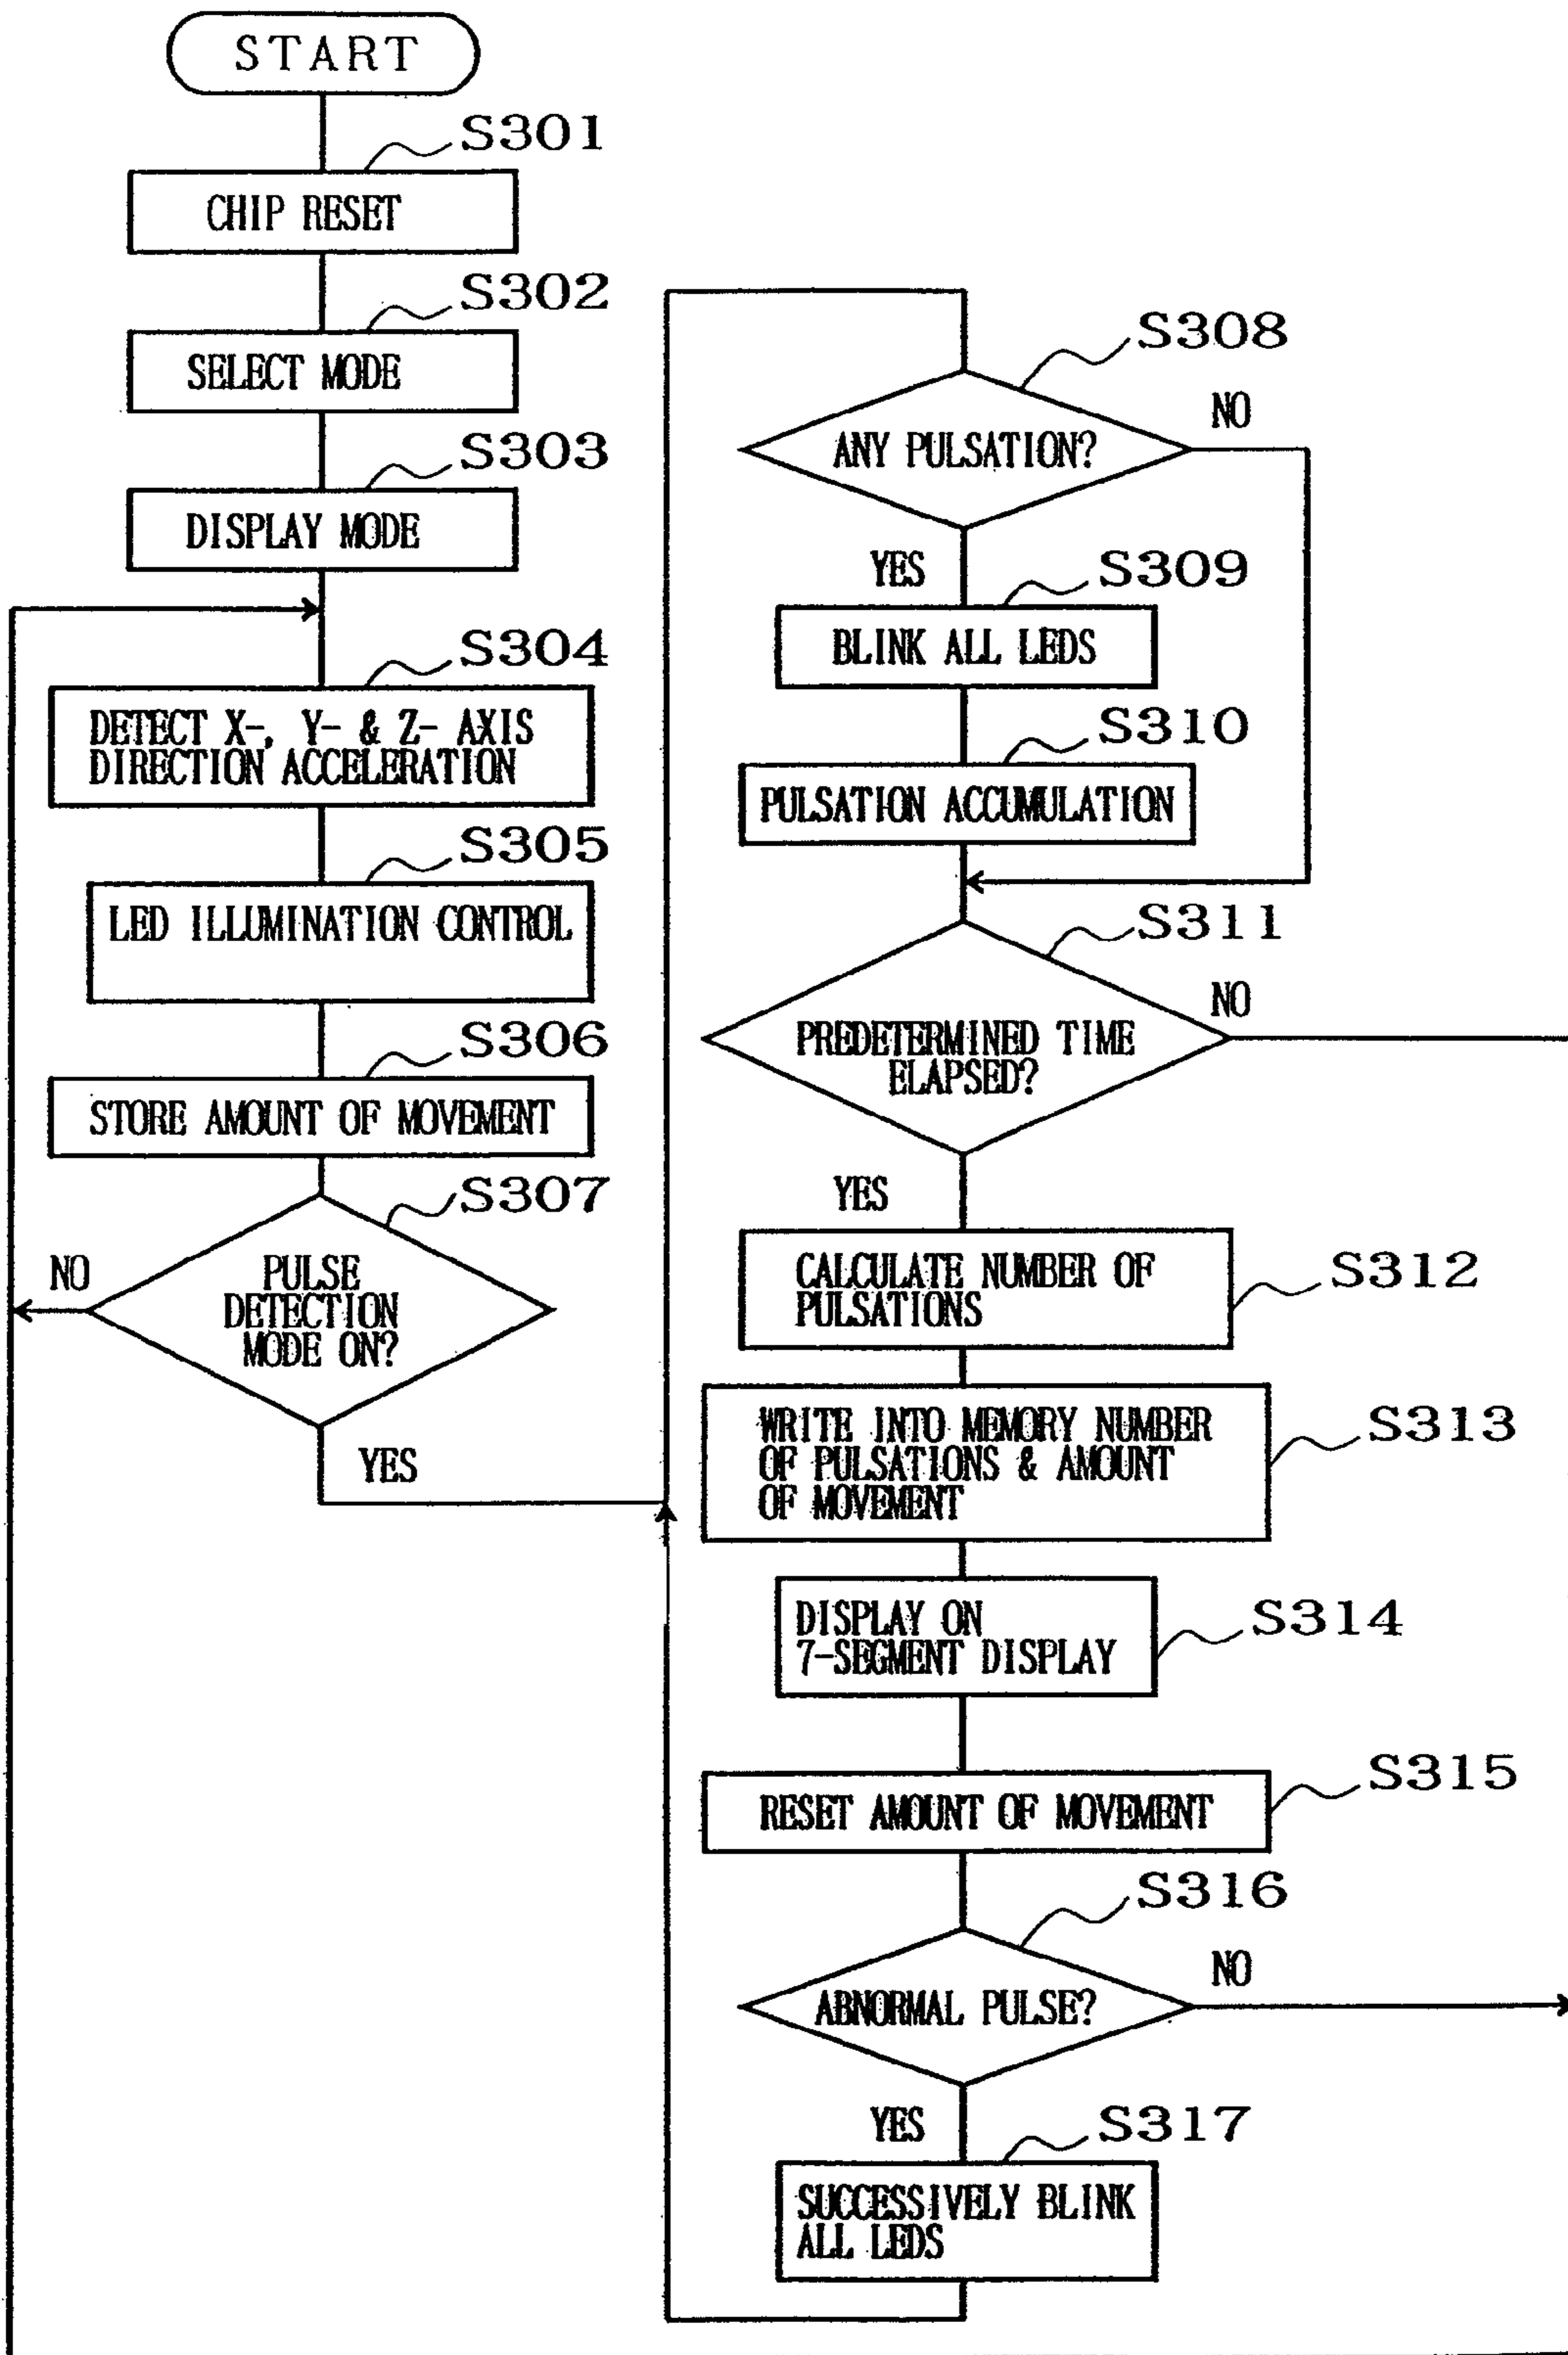 START
S301
CHIP RESET
S302
SELECT MODE
S303
DISPLAY MODE
S304
DETECT X-, Y- & Z- AXIS
DIRECTION ACCELERATION
S305
LED ILLUMINATION CONTROL
S306
STORE AMOUNT OF MOVEMENT
S307
PULSE
DETECTION
MODE ON?
NO
YES
S308
ANY PULSATION?
NO
YES
S309
BLINK ALL LEDS
S310
PULSATION ACCUMULATION
S311
PREDETERMINED TIME
ELAPSED?
NO
YES
S312
CALCULATE NUMBER OF
PULSATIONS
S313
WRITE INTO MEMORY NUMBER
OF PULSATIONS & AMOUNT
OF MOVEMENT
S314
DISPLAY ON
7-SEGMENT DISPLAY
S315
RESET AMOUNT OF MOVEMENT
S316
ABNORMAL PULSE?
NO
YES
S317
SUCCESSIVELY BLINK
ALL LEDS